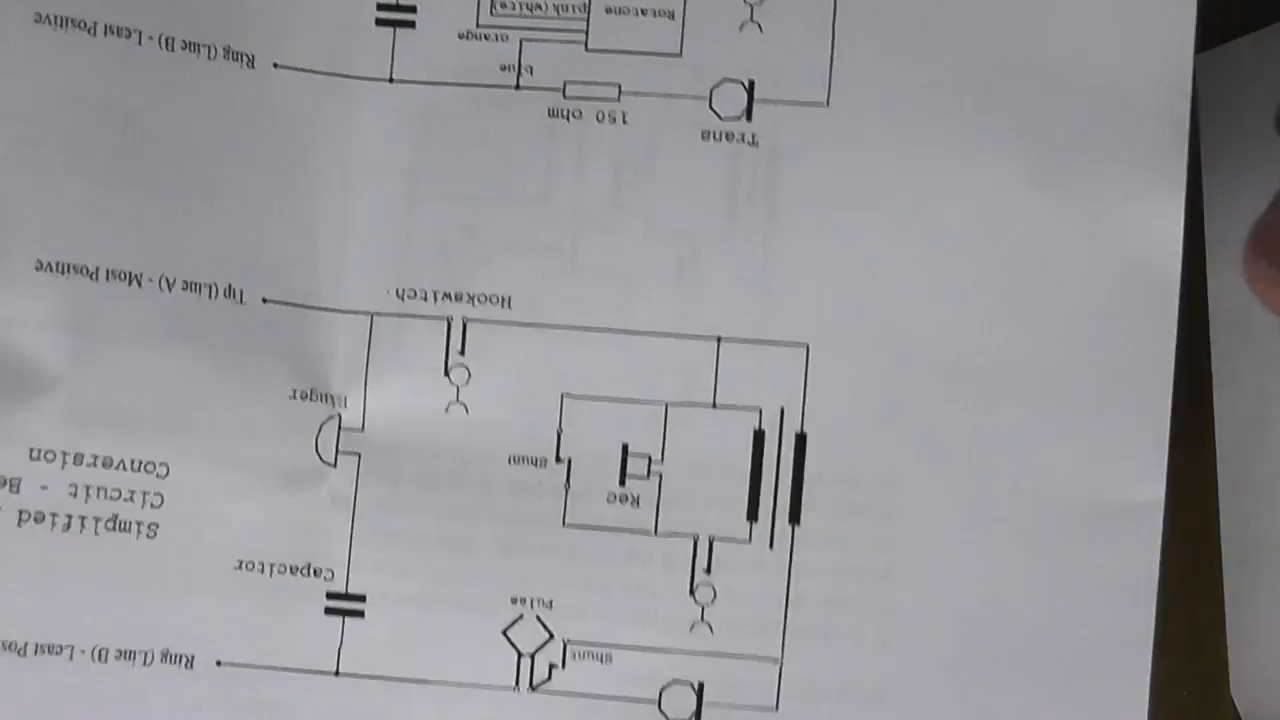 Shunt
Ring (Line B) - Least Pos
Pulse
Capacitor
Simplified
Circuit - Be
Conversion
Rec
Shunt
Ringer
Hookswitch
Tip (Line A) - Most Positive
Trans
150 ohm
blue
Ring (Line B) - Least Positive
orange
Rotatone
pink(white)